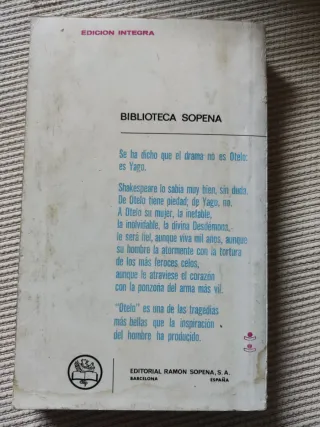 EDICION INTEGRA
BIBLIOTECA SOPENA
Se ha dicho que el drama no es Otelo:
es Yago.
Shakespeare lo sabía muy bien, sin duda.
De Otelo tiene piedad; de Yago, no.
A Otelo su mujer, la inefable,
la inolvidable, la divina Desdémona,
le será fiel, aunque viva mil años, aunque
su hombre la atormente con la tortura
de los más feroces celos,
aunque le atraviese el corazón
con la ponzoña del arma más vil.
"Otelo" es una de las tragedias
más bellas que la inspiración
del hombre ha producido.
EDITORIAL RAMON SOPENA, S. A.
BARCELONA ESPAÑA